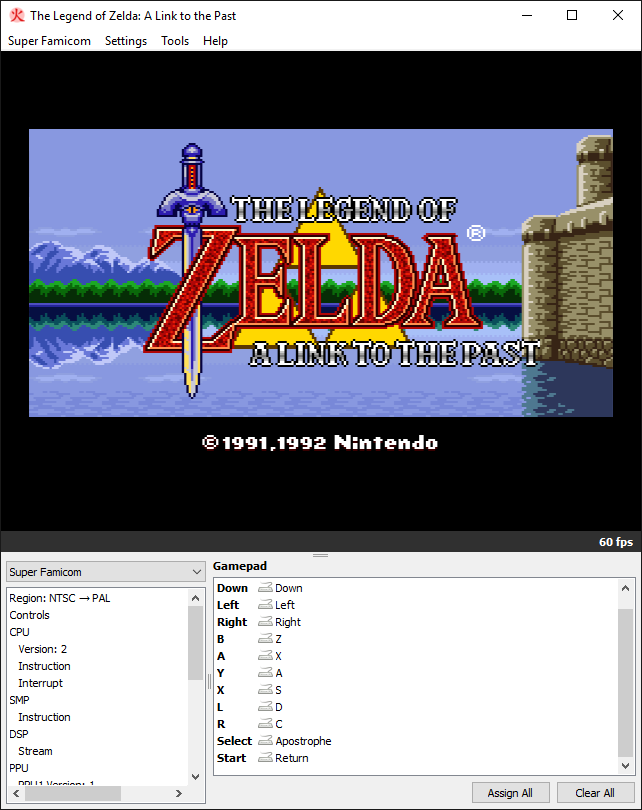 The Legend of Zelda: A Link to the Past
Super Famicom Settings Tools Help
THE LEGEND OF
ZELDA®
A LINK TO THE PAST
©1991,1992 Nintendo
60 fps
Super Famicom
Region: NTSC → PAL
Controls
CPU
Version: 2
Instruction
Interrupt
SMP
Instruction
DSP
Stream
PPU
PPU1 Version: 1
Gamepad
Down Down
Left Left
Right Right
B Z
A X
Y A
X S
L D
R C
Select Apostrophe
Start Return
Assign All Clear All